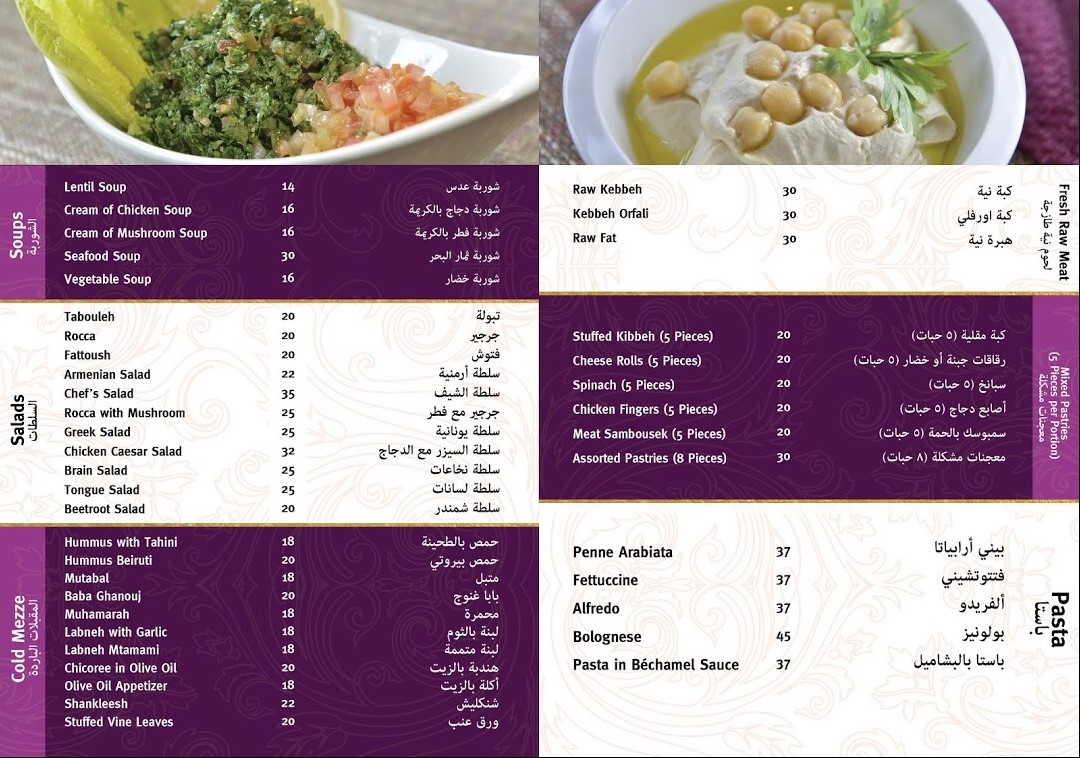 Soups
الشوربة
Lentil Soup 14 شوربة عدس
Cream of Chicken Soup 16 شوربة دجاج بالكريمة
Cream of Mushroom Soup 16 شوربة فطر بالكريمة
Seafood Soup 30 شوربة ثمار البحر
Vegetable Soup 16 شوربة خضار
Salads
السلطات
Tabouleh 20 تبولة
Rocca 20 جرجير
Fattoush 20 فتوش
Armenian Salad 22 سلطة أرمنية
Chef's Salad 35 سلطة الشيف
Rocca with Mushroom 25 جرجير مع فطر
Greek Salad 25 سلطة يونانية
Chicken Caesar Salad 32 سلطة السيزر مع الدجاج
Brain Salad 25 سلطة نخاعات
Tongue Salad 25 سلطة لسانات
Beetroot Salad 20 سلطة شمندر
Cold Mezze
المقبلات الباردة
Hummus with Tahini 18 حمص بالطحينة
Hummus Beiruti 20 حمص بيروتي
Mutabal 18 متبل
Baba Ghanouj 20 بابا غنوج
Muhamarah 18 محمرة
Labneh with Garlic 18 لبنة بالثوم
Labneh Mtamami 18 لبنة متممة
Chicoree in Olive Oil 20 هندبة بالزيت
Olive Oil Appetizer 18 أكلة بالزيت
Shankleesh 22 شنكليش
Stuffed Vine Leaves 20 ورق عنب
Fresh Raw Meat
لحوم نية طازجة
Raw Kebbeh 30 كبة نية
Kebbeh Orfali 30 كبة اورفلي
Raw Fat 30 هبرة نية
Mixed Pastries
(5 Pieces per Portion)
معجنات مشكلة
Stuffed Kibbeh (5 Pieces) 20 كبة مقلية (٥ حبات)
Cheese Rolls (5 Pieces) 20 رقاقات جبنة أو خضار (٥ حبات)
Spinach (5 Pieces) 20 سبانخ (٥ حبات)
Chicken Fingers (5 Pieces) 20 أصابع دجاج (٥ حبات)
Meat Sambousek (5 Pieces) 20 سمبوسك بالحمة (٥ حبات)
Assorted Pastries (8 Pieces) 30 معجنات مشكلة (٨ حبات)
Pasta
باستا
Penne Arabiata 37 بيني أرابياتا
Fettuccine 37 فتتوتشيني
Alfredo 37 ألفريدو
Bolognese 45 بولونيز
Pasta in Béchamel Sauce 37 باستا بالبشاميل